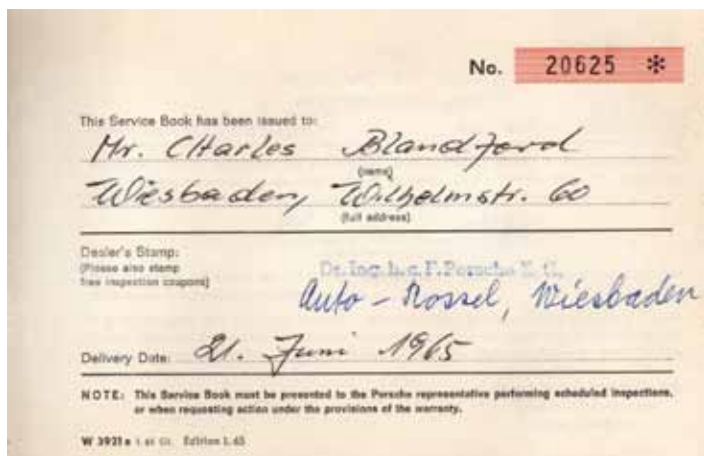 No. 20625 *
This Service Book has been issued to:
Mr. Charles Blandford
(name)
Wiesbaden, Wilhelmstr. 60
(full address)
Dealer's Stamp:
(Please also stamp
free inspection coupons)
Dr. Ing. h.c. F. Porsche K. G.
Auto - Rossel, Wiesbaden
Delivery Date: 21. Juni 1965
NOTE: This Service Book must be presented to the Porsche representative performing scheduled inspections,
or when requesting action under the provisions of the warranty.
W 3921 e Edition I. 65